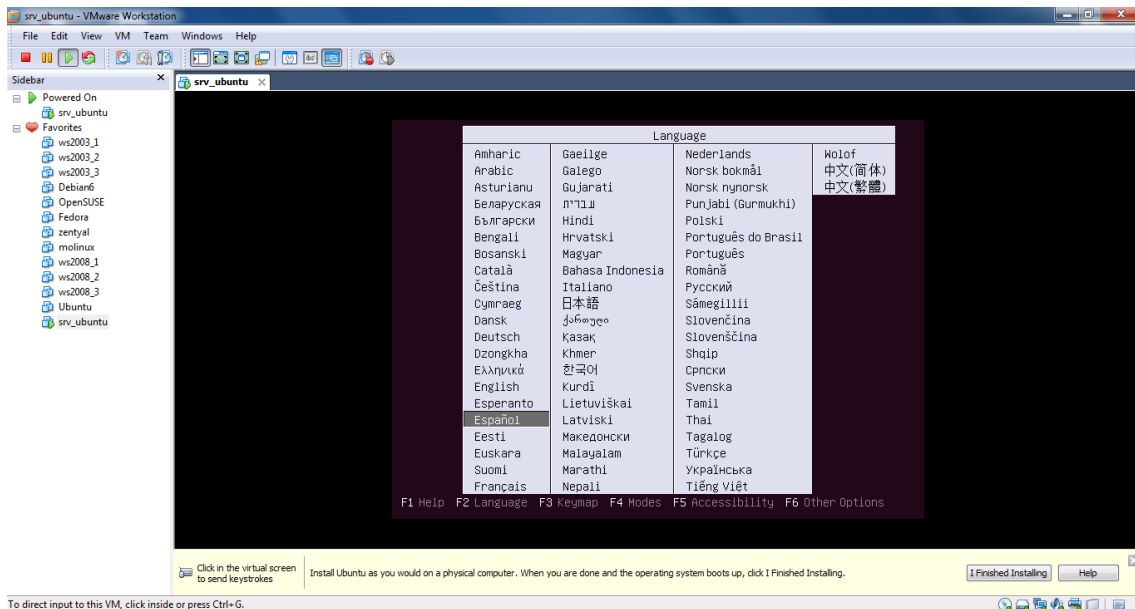 srv_ubuntu - VMware Workstation
File Edit View VM Team Windows Help
Sidebar
srv_ubuntu
Powered On
srv_ubuntu
Favorites
ws2003_1
ws2003_2
ws2003_3
Debian6
OpenSUSE
Fedora
zentyal
molinux
ws2008_1
ws2008_2
ws2008_3
Ubuntu
srv_ubuntu
Language
Amharic
Arabic
Asturianu
Беларуская
Български
Bengali
Bosanski
Català
Čeština
Cymraeg
Dansk
Deutsch
Dzongkha
Ελληνικά
English
Esperanto
Español
Eesti
Euskara
Suomi
Français
Gaeilge
Galego
Gujarati
עברית
Hindi
Hrvatski
Magyar
Bahasa Indonesia
Italiano
日本語
ქართული
Қазақ
Khmer
한국어
Kurdî
Lietuviškai
Latviski
Македонски
Malayalam
Marathi
Nepali
Nederlands
Norsk bokmål
Norsk nynorsk
Punjabi (Gurmukhi)
Polski
Português do Brasil
Português
Română
Русский
Sámegillii
Slovenčina
Slovenščina
Shqip
Српски
Svenska
Tamil
Thai
Tagalog
Türkçe
Українська
Tiếng Việt
Wolof
中文(简体)
中文(繁體)
F1 Help F2 Language F3 Keymap F4 Modes F5 Accessibility F6 Other Options
Click in the virtual screen
to send keystrokes
Install Ubuntu as you would on a physical computer. When you are done and the operating system boots up, click I Finished Installing.
I Finished Installing
Help
To direct input to this VM, click inside or press Ctrl+G.